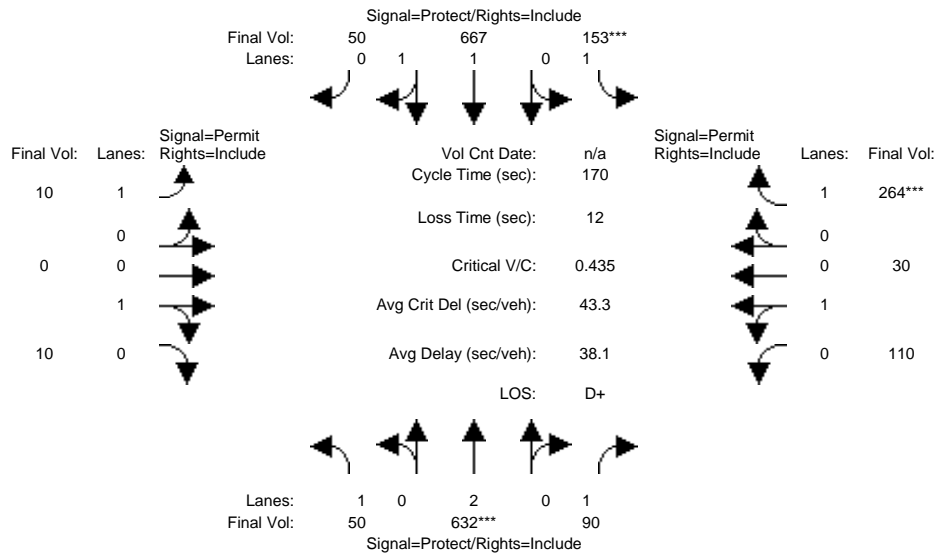 Signal=Protect/Rights=Include
Final Vol: 50 667 153***
Lanes: 0 1 1 0 1
Signal=Permit
Final Vol: Lanes: Rights=Include
Vol Cnt Date: n/a
Signal=Permit
Rights=Include Lanes: Final Vol:
Cycle Time (sec): 170
10 1
1 264***
Loss Time (sec): 12
0
0
0 0
Critical V/C: 0.435
0 30
1
Avg Crit Del (sec/veh): 43.3
1
10 0
Avg Delay (sec/veh): 38.1
0 110
LOS: D+
Lanes: 1 0 2 0 1
Final Vol: 50 632*** 90
Signal=Protect/Rights=Include